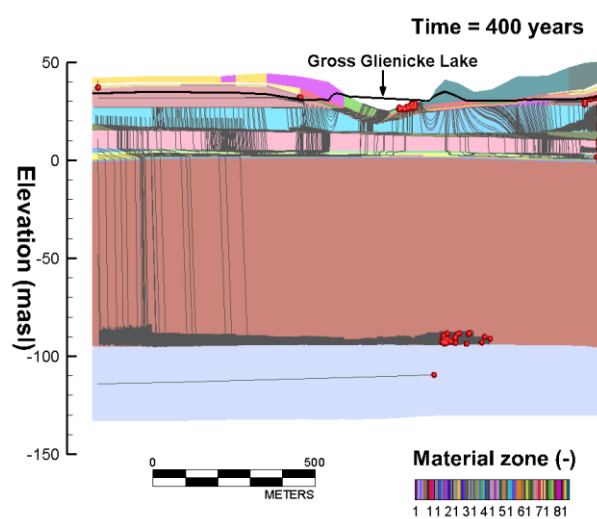 Time = 400 years
Gross Glienicke Lake
50
0
-50
-100
-150
Elevation (masl)
0 500
METERS
Material zone (-)
1 11 21 31 41 51 61 71 81